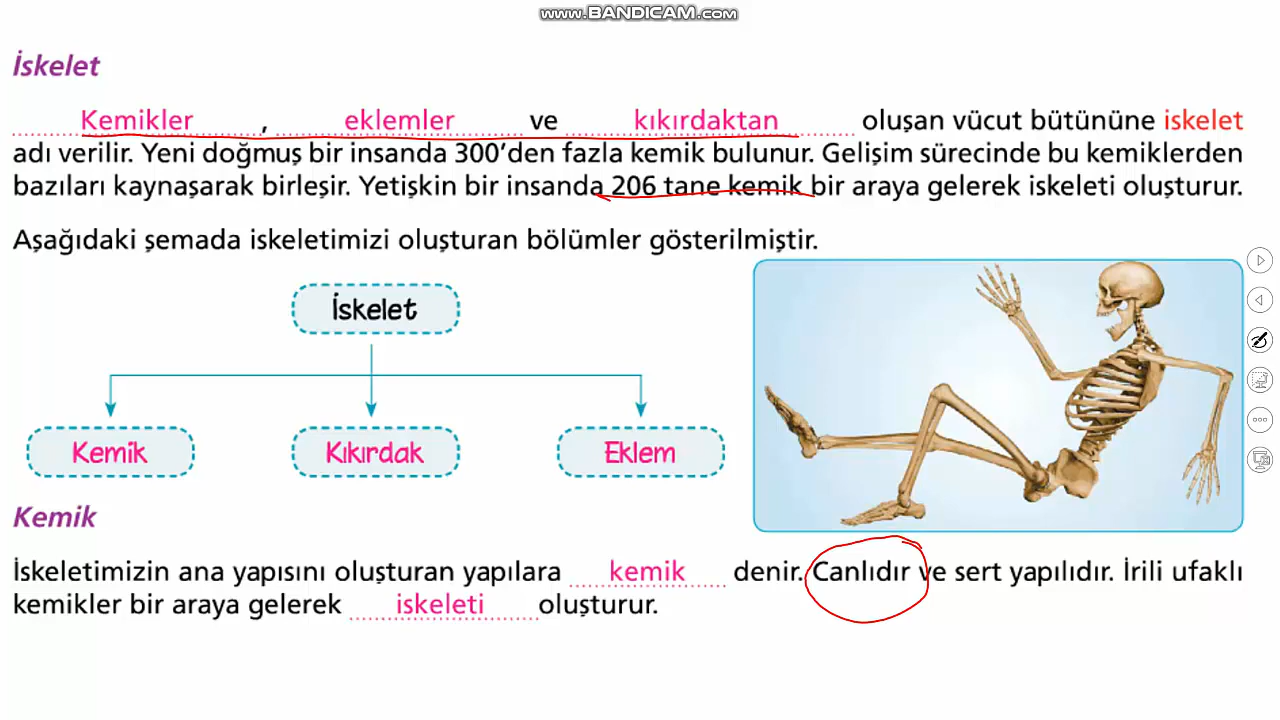 www.BANDICAM.com
İskelet
Kemikler, eklemler ve kıkırdaktan oluşan vücut bütününe iskelet
adı verilir. Yeni doğmuş bir insanda 300’den fazla kemik bulunur. Gelişim sürecinde bu kemiklerden
bazıları kaynaşarak birleşir. Yetişkin bir insanda 206 tane kemik bir araya gelerek iskeleti oluşturur.
Aşağıdaki şemada iskeletimizi oluşturan bölümler gösterilmiştir.
İskelet
Kemik Kıkırdak Eklem
Kemik
İskeletimizin ana yapısını oluşturan yapılara kemik denir. Canlıdır ve sert yapılıdır. İrili ufaklı
kemikler bir araya gelerek iskeleti oluşturur.